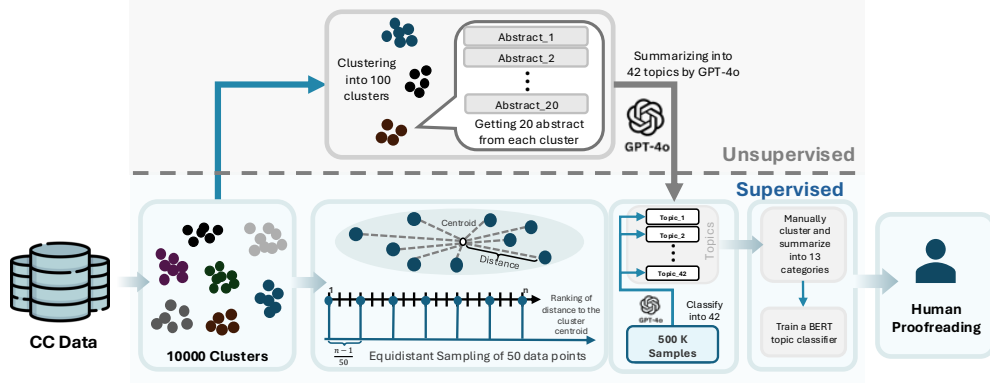 Clustering
into 100
clusters
Abstract_1
Abstract_2
Abstract_20
Getting 20 abstract
from each cluster
Summarizing into
42 topics by GPT-4o
GPT-4o
Unsupervised
Supervised
CC Data
10000 Clusters
Centroid
Distance
1
n
Ranking of
distance to the
cluster
centroid
n−1
50
Equidistant Sampling of 50 data points
Topic_1
Topic_2
Topic_42
Topics
GPT-4o
Classify
into 42
500 K
Samples
Manually
cluster and
summarize
into 13
categories
Train a BERT
topic classifier
Human
Proofreading